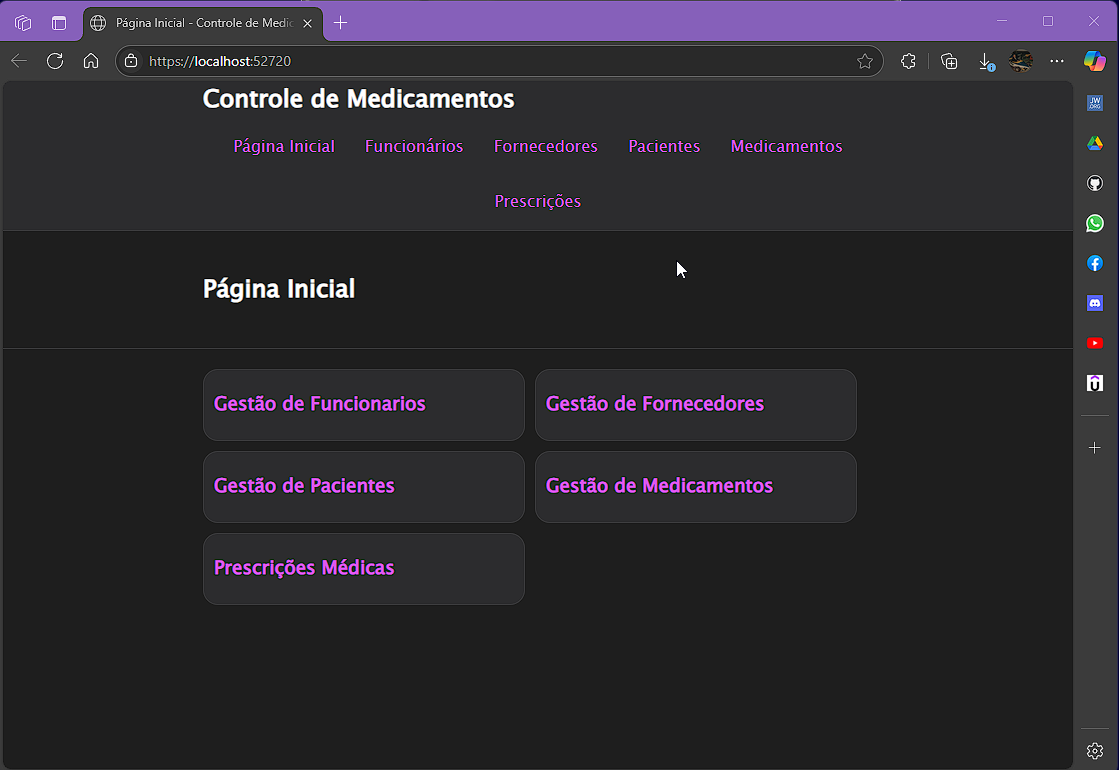 Página Inicial - Controle de Medic
https://localhost:52720
Controle de Medicamentos
Página Inicial Funcionários Fornecedores Pacientes Medicamentos
Prescrições
Página Inicial
Gestão de Funcionarios Gestão de Fornecedores
Gestão de Pacientes Gestão de Medicamentos
Prescrições Médicas
JW
.ORG